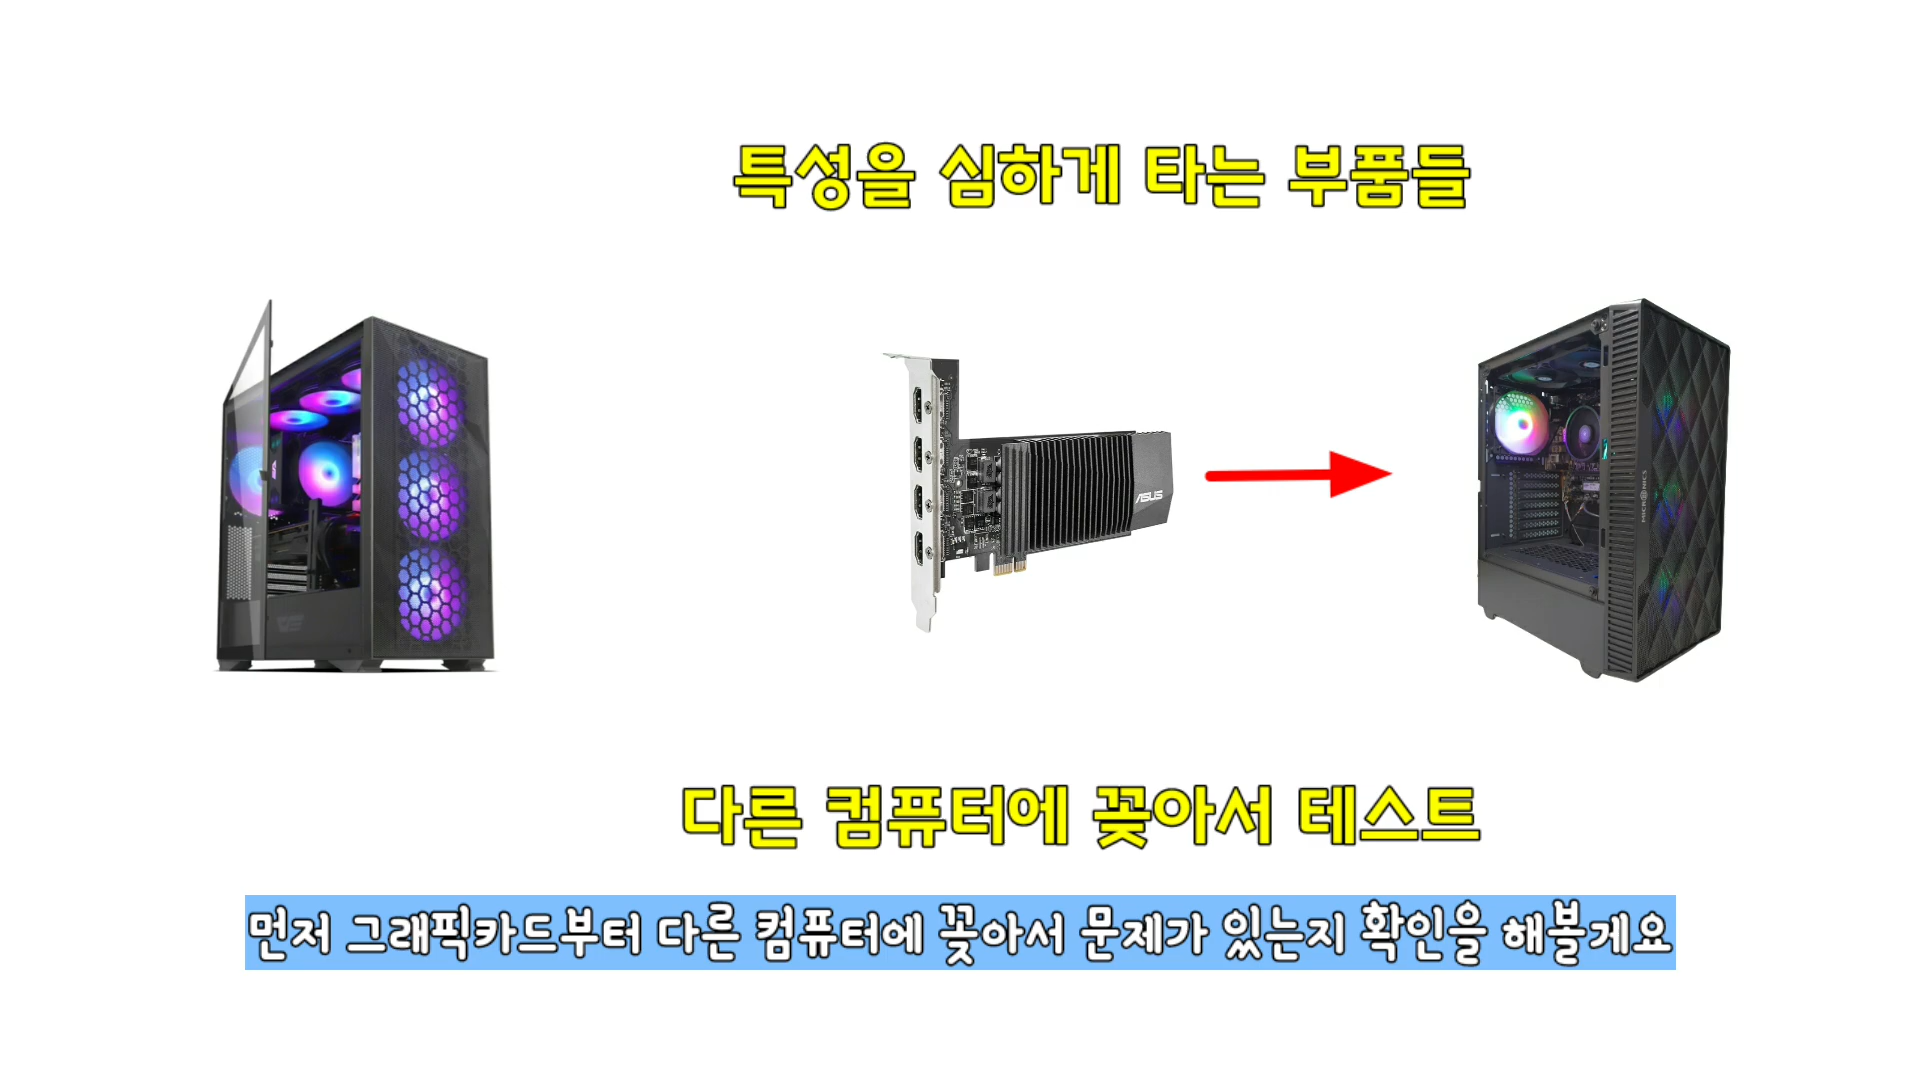 특성을 심하게 타는 부품들
ASUS
MICRONICS
다른 컴퓨터에 꽂아서 테스트
먼저 그래픽카드부터 다른 컴퓨터에 꽂아서 문제가 있는지 확인을 해볼게요